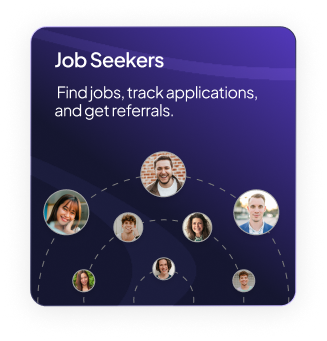 Job Seekers
Find jobs, track applications,
and get referrals.